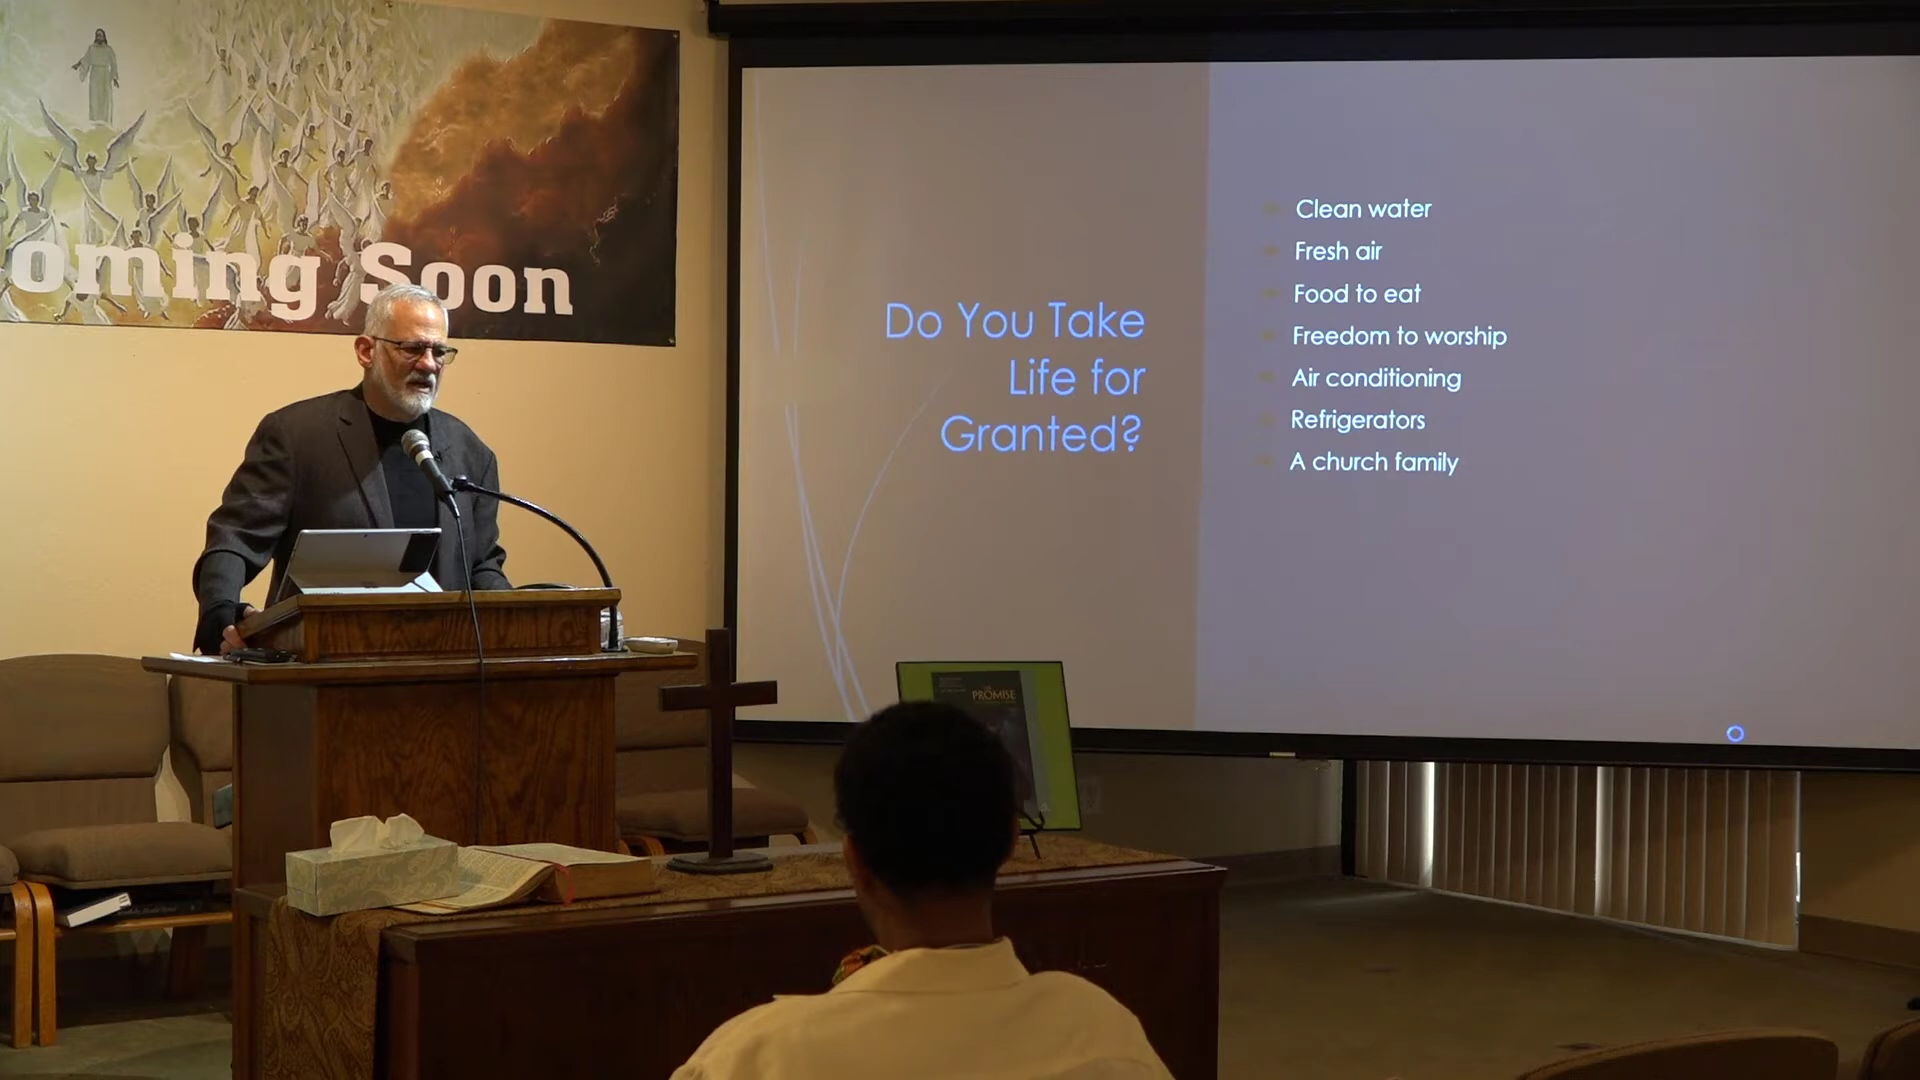 oming Soon
Do You Take
Life for
Granted?
Clean water
Fresh air
Food to eat
Freedom to worship
Air conditioning
Refrigerators
A church family
THE
PROMISE